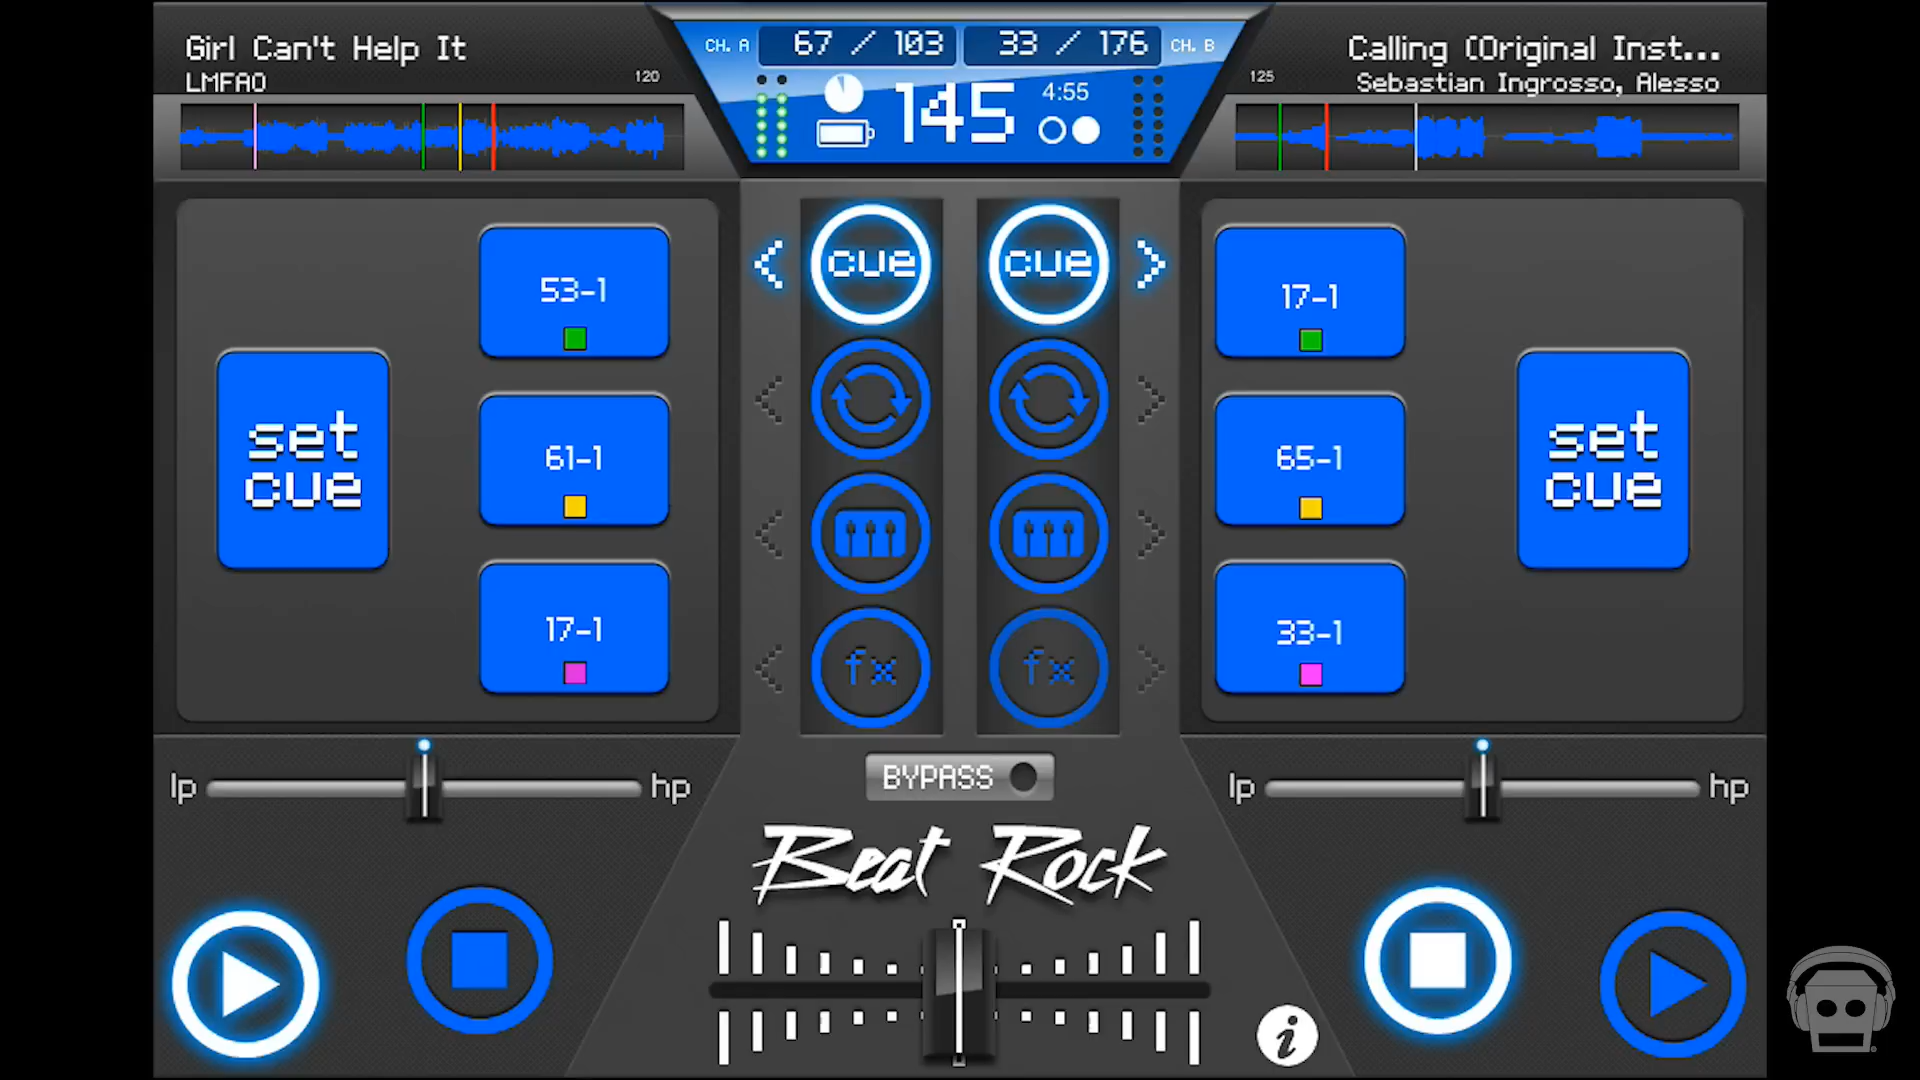 Girl Can't Help It
LMFAO
120
CH. A
67 / 103
33 / 176
CH. B
145
4:55
125
Calling (Original Inst...
Sebastian Ingrosso, Alesso
set
cue
53-1
61-1
17-1
cue
cue
fx
fx
17-1
65-1
33-1
set
cue
lp
hp
BYPASS
lp
hp
Beat Rock
i